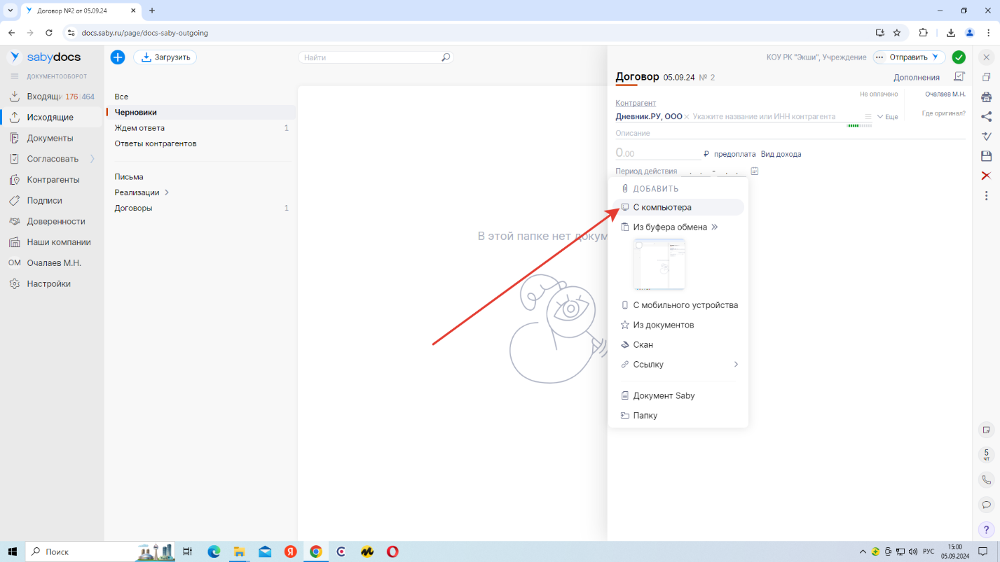 Договор №2 от 05.09.24
docs.saby.ru/page/docs-saby-outgoing
sabydocs
ДОКУМЕНТООБОРОТ
Входящи 176 464
Исходящие
Документы
Согласовать
Контрагенты
Подписи
Доверенности
Наши компании
ОМ Очалаев М.Н.
Настройки
Загрузить
Найти
Все
Черновики
Ждем ответа 1
Ответы контрагентов
Письма
Реализации
Договоры 1
В этой папке нет докум
КОУ РК "Экши", Учреждение
Отправить
Договор 05.09.24 № 2
Дополнения
Не оплачено
Очалаев М.Н.
Контрагент
Где оригинал?
Дневник.РУ, ООО × Укажите название или ИНН контрагента
Еще
Описание
0.00 ₽ предоплата Вид дохода
Период действия . . – . .
ДОБАВИТЬ
С компьютера
Из буфера обмена
С мобильного устройства
Из документов
Скан
Ссылку
Документ Saby
Папку
5
чт
?
Поиск
Я
РУС
15:00
05.09.2024